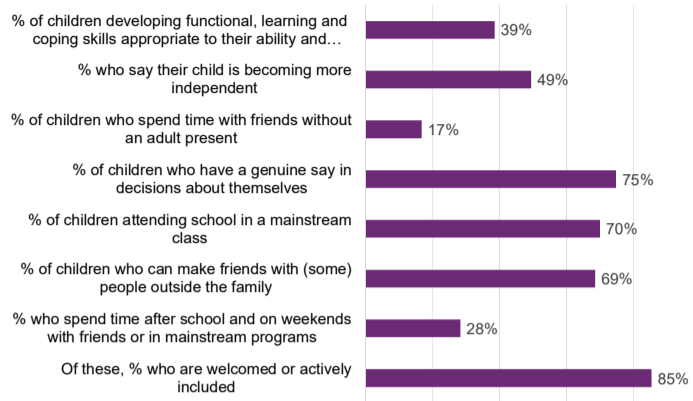 % of children developing functional, learning and
coping skills appropriate to their ability and…
39%
% who say their child is becoming more
independent
49%
% of children who spend time with friends without
an adult present
17%
% of children who have a genuine say in
decisions about themselves
75%
% of children attending school in a mainstream
class
70%
% of children who can make friends with (some)
people outside the family
69%
% who spend time after school and on weekends
with friends or in mainstream programs
28%
Of these, % who are welcomed or actively
included
85%